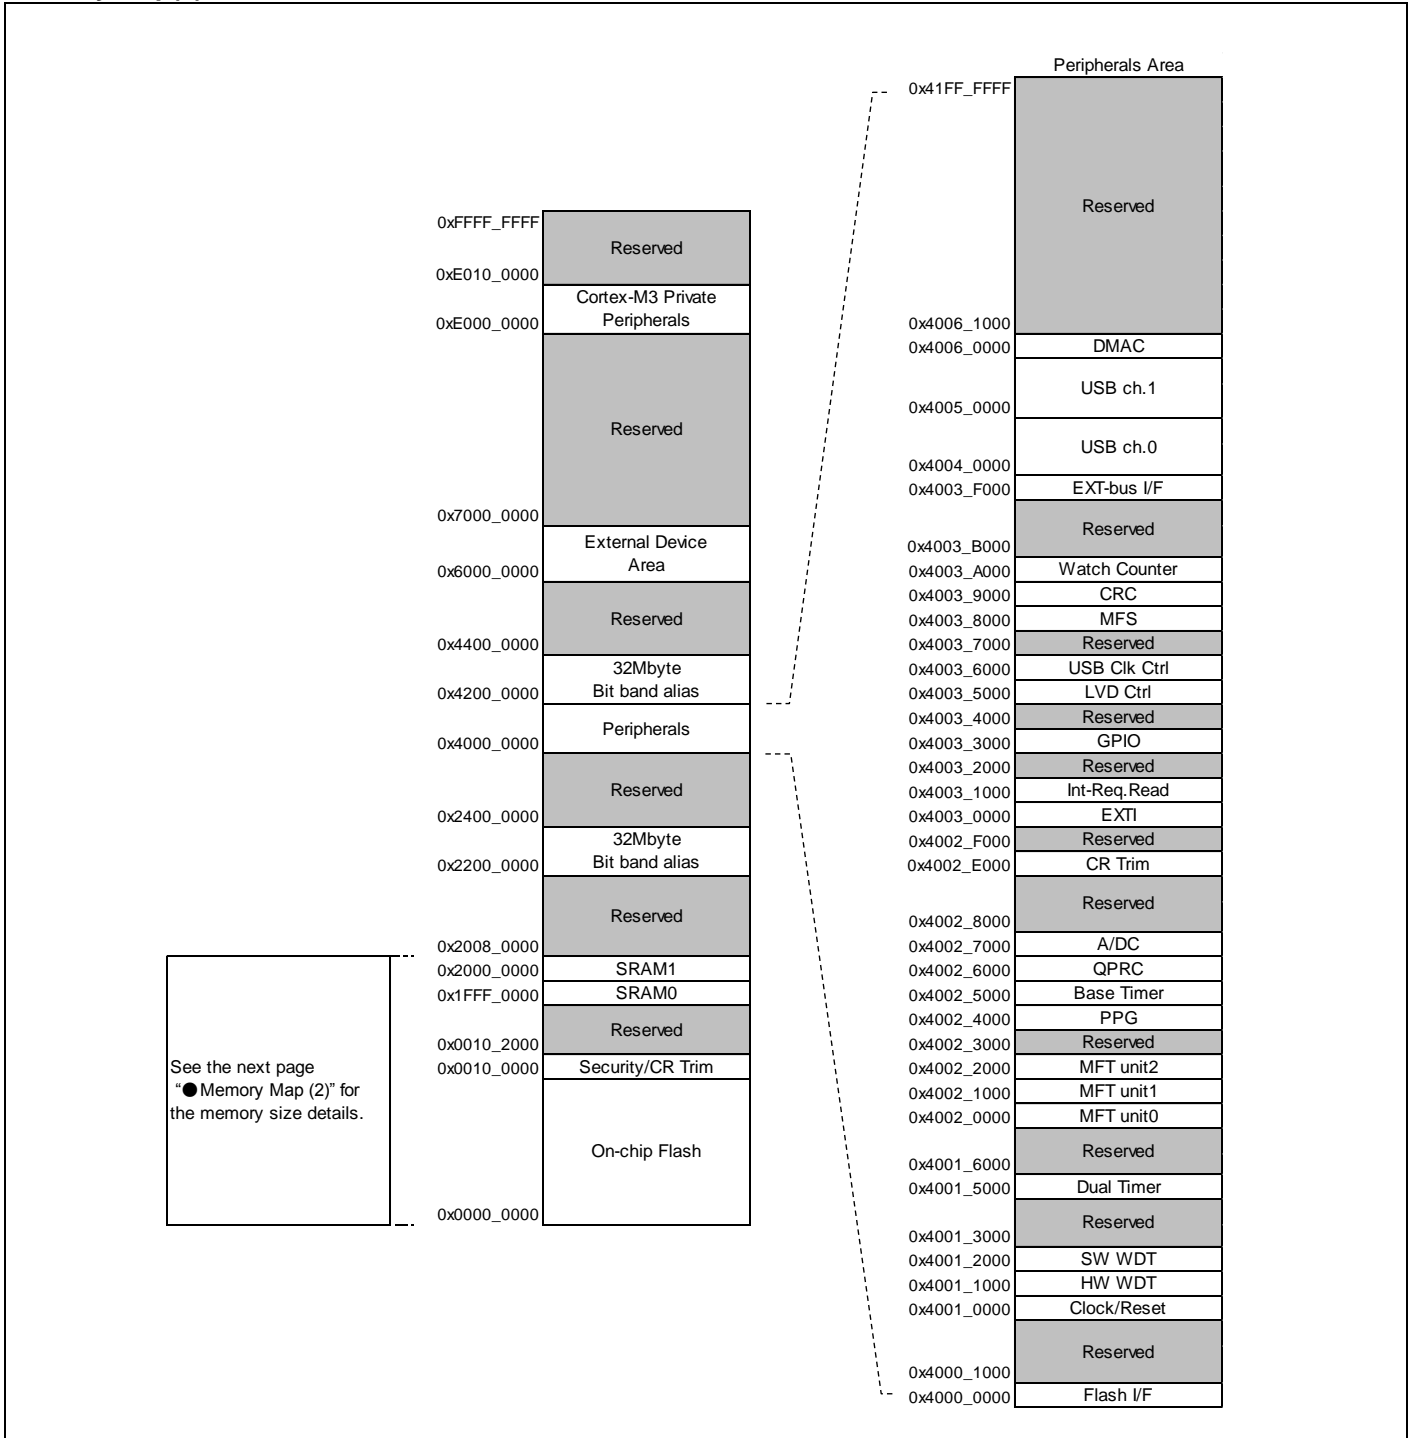 Peripherals Area
0x41FF_FFFF
Reserved
0x4006_1000
0x4006_0000
DMAC
USB ch.1
0x4005_0000
USB ch.0
0x4004_0000
0x4003_F000
EXT-bus I/F
Reserved
0x4003_B000
0x4003_A000
Watch Counter
0x4003_9000
CRC
0x4003_8000
MFS
0x4003_7000
Reserved
0x4003_6000
USB Clk Ctrl
0x4003_5000
LVD Ctrl
0x4003_4000
Reserved
0x4003_3000
GPIO
0x4003_2000
Reserved
0x4003_1000
Int-Req.Read
0x4003_0000
EXTI
0x4002_F000
Reserved
0x4002_E000
CR Trim
Reserved
0x4002_8000
0x4002_7000
A/DC
0x4002_6000
QPRC
0x4002_5000
Base Timer
0x4002_4000
PPG
0x4002_3000
Reserved
0x4002_2000
MFT unit2
0x4002_1000
MFT unit1
0x4002_0000
MFT unit0
Reserved
0x4001_6000
0x4001_5000
Dual Timer
Reserved
0x4001_3000
0x4001_2000
SW WDT
0x4001_1000
HW WDT
0x4001_0000
Clock/Reset
Reserved
0x4000_1000
0x4000_0000
Flash I/F
0xFFFF_FFFF
Reserved
0xE010_0000
Cortex-M3 Private
Peripherals
0xE000_0000
Reserved
0x7000_0000
External Device
Area
0x6000_0000
Reserved
0x4400_0000
32Mbyte
Bit band alias
0x4200_0000
Peripherals
0x4000_0000
Reserved
0x2400_0000
32Mbyte
Bit band alias
0x2200_0000
Reserved
0x2008_0000
0x2000_0000
SRAM1
0x1FFF_0000
SRAM0
Reserved
0x0010_2000
0x0010_0000
Security/CR Trim
On-chip Flash
0x0000_0000
See the next page
“●Memory Map (2)” for
the memory size details.